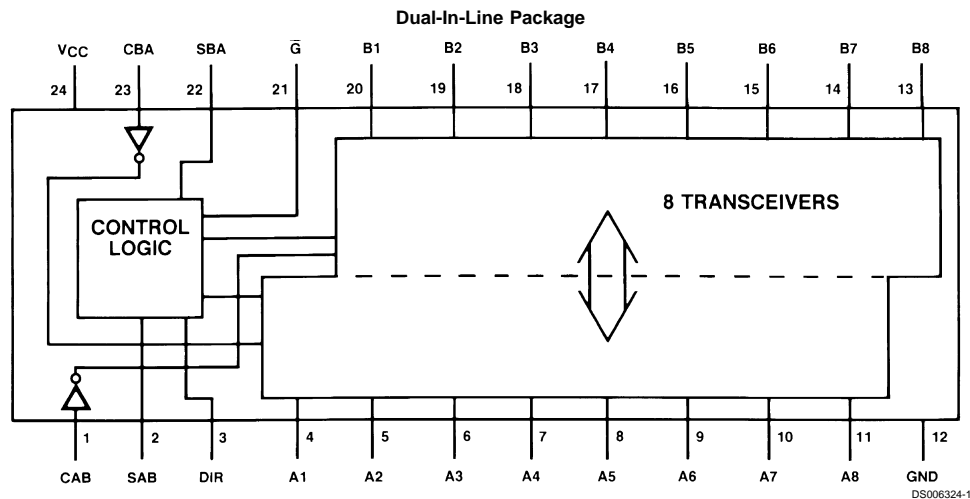 Dual-In-Line Package
VCC CBA SBA G̅ B1 B2 B3 B4 B5 B6 B7 B8
24 23 22 21 20 19 18 17 16 15 14 13
8 TRANSCEIVERS
CONTROL
LOGIC
1 2 3 4 5 6 7 8 9 10 11 12
CAB SAB DIR A1 A2 A3 A4 A5 A6 A7 A8 GND
DS006324-1